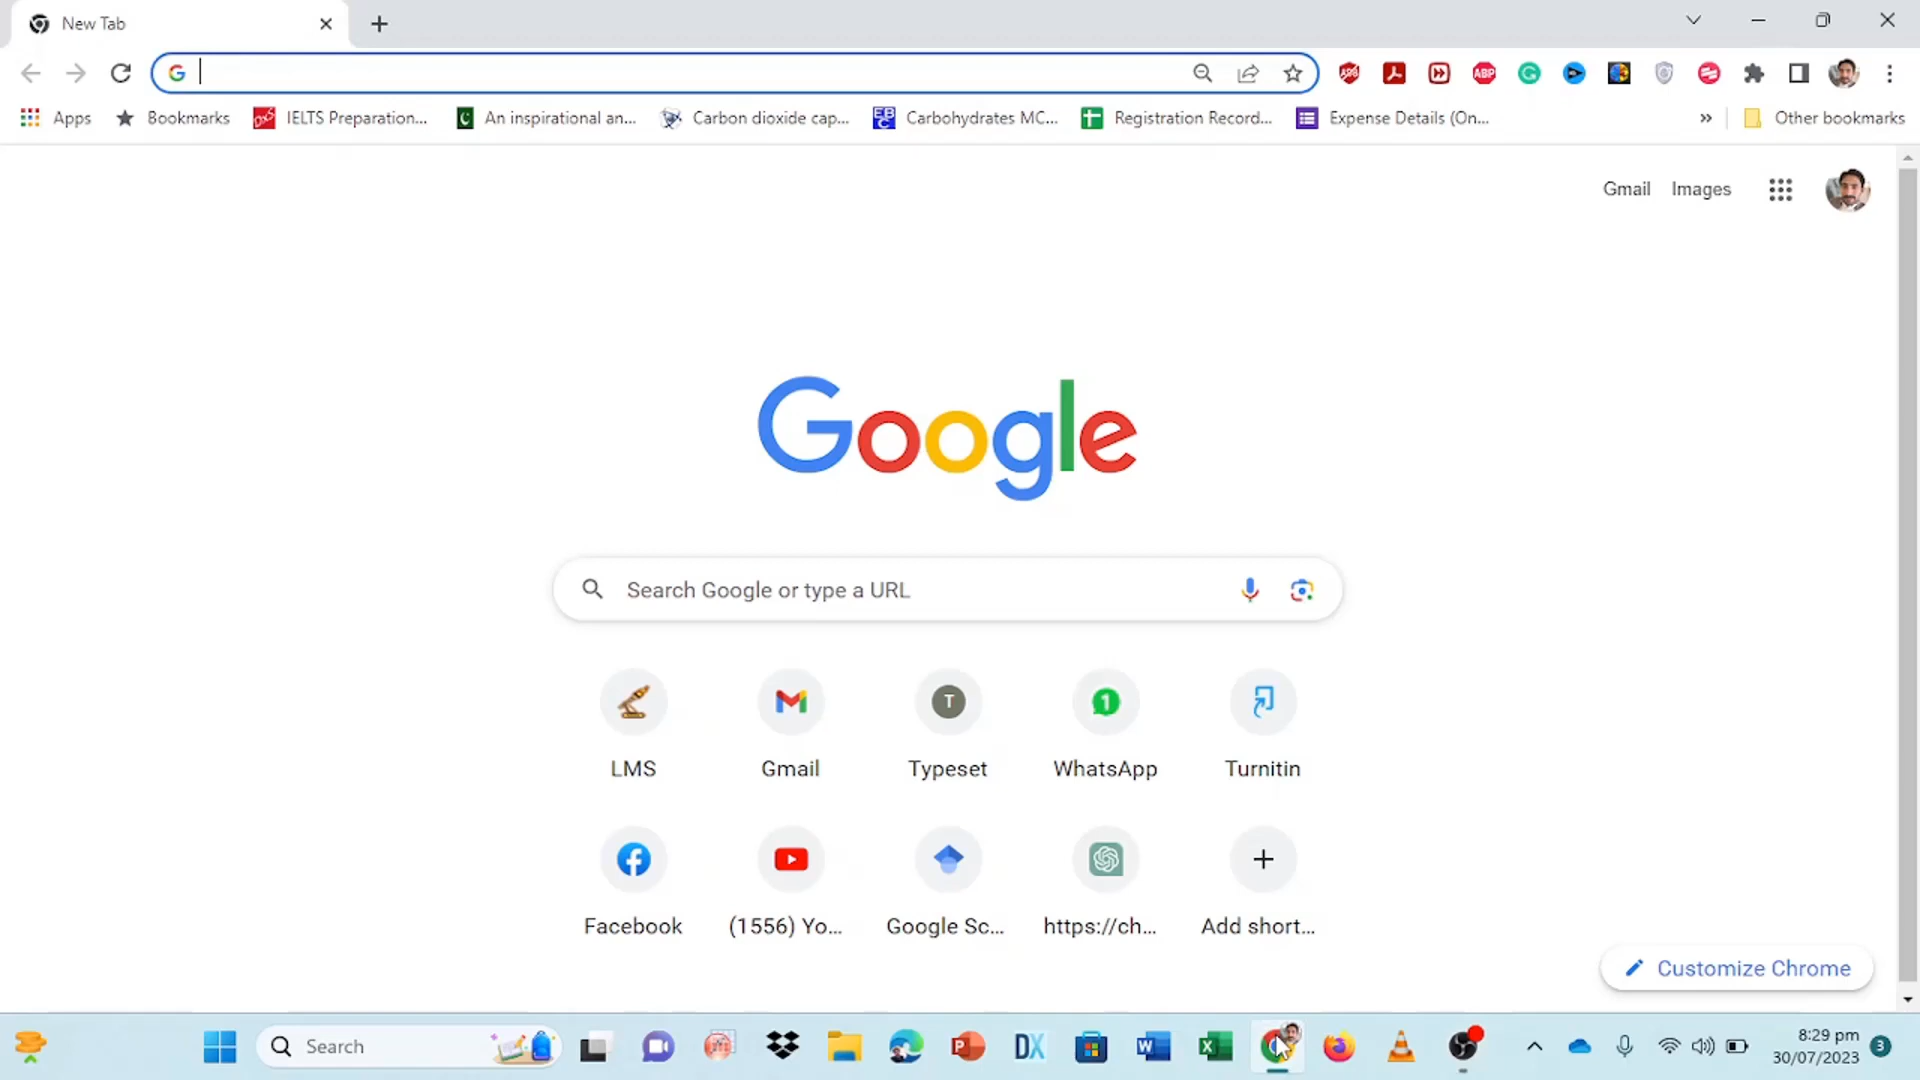 New Tab
Apps Bookmarks IELTS Preparation... An inspirational an... Carbon dioxide cap... Carbohydrates MC... Registration Record... Expense Details (On... » Other bookmarks
Gmail Images
Google
Search Google or type a URL
LMS Gmail Typeset WhatsApp Turnitin
Facebook (1556) Yo... Google Sc... https://ch... Add short...
Customize Chrome
Search
8:29 pm
30/07/2023
3